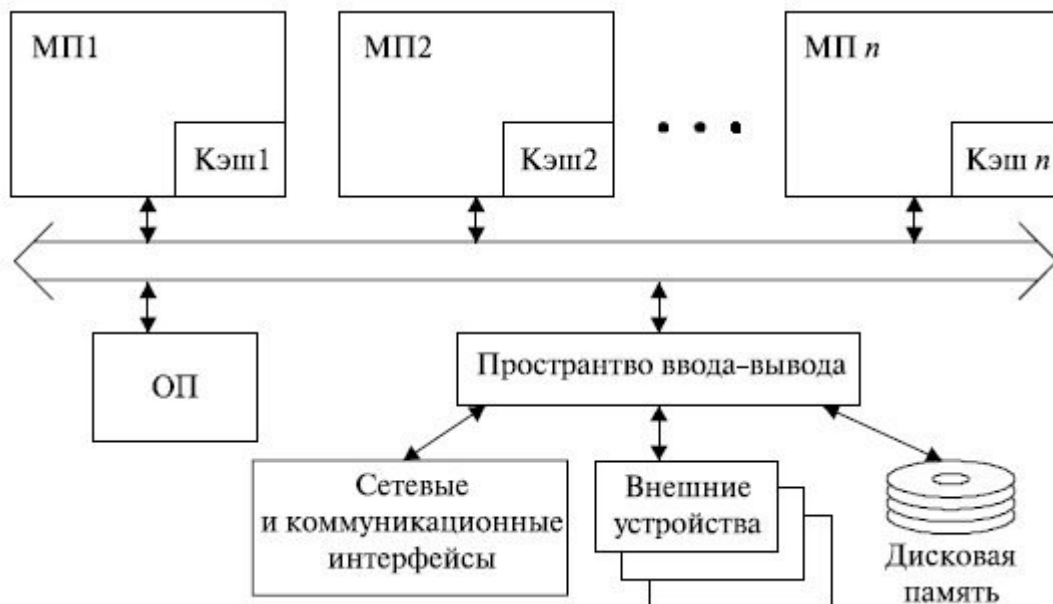 МП1
МП2
МП n
Кэш1
Кэш2
Кэш n
ОП
Пространтво ввода–вывода
Сетевые
и коммуникационные
интерфейсы
Внешние
устройства
Дисковая
память